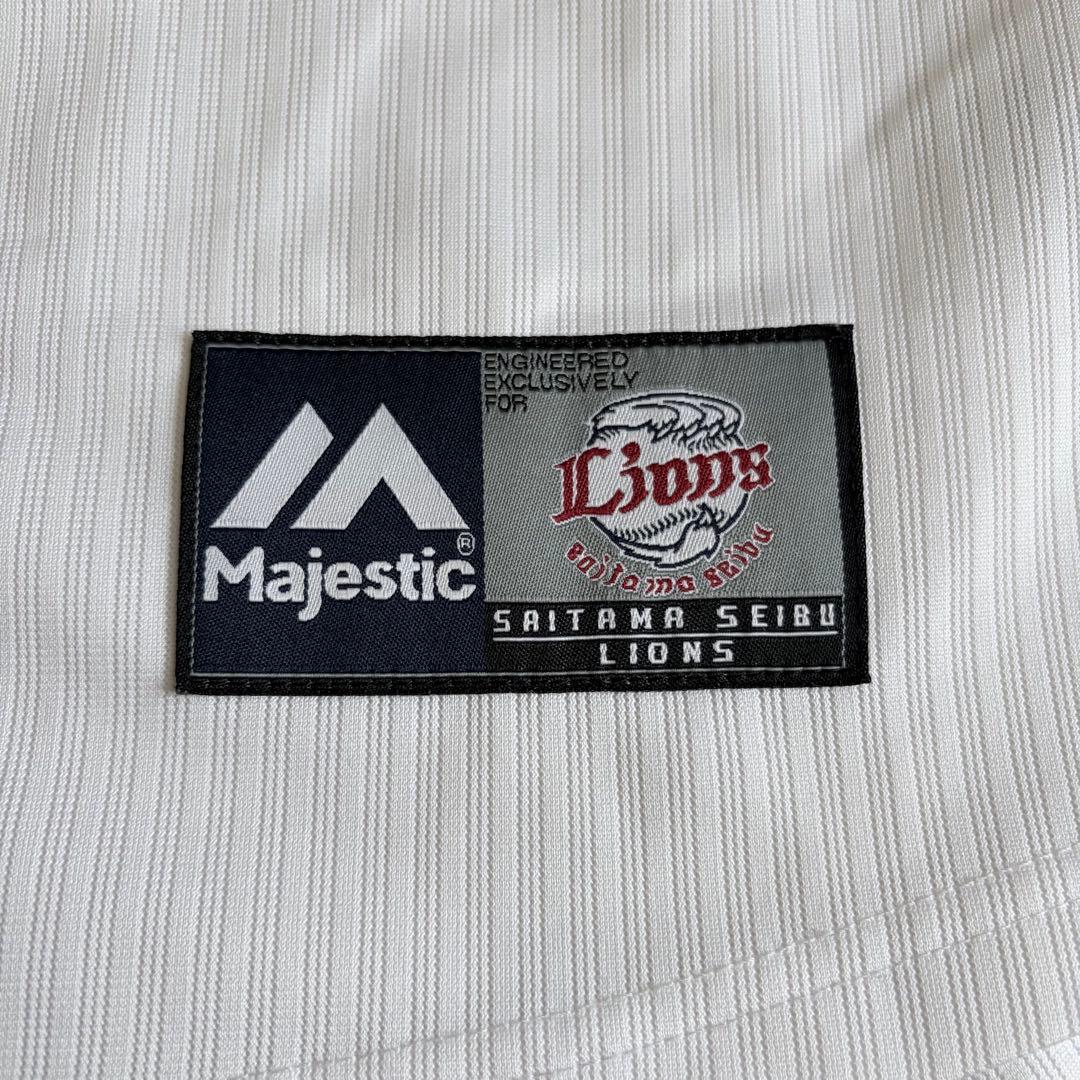 Majestic®
ENGINEERED
EXCLUSIVELY
FOR
Lions
saitama seibu
SAITAMA SEIBU
LIONS